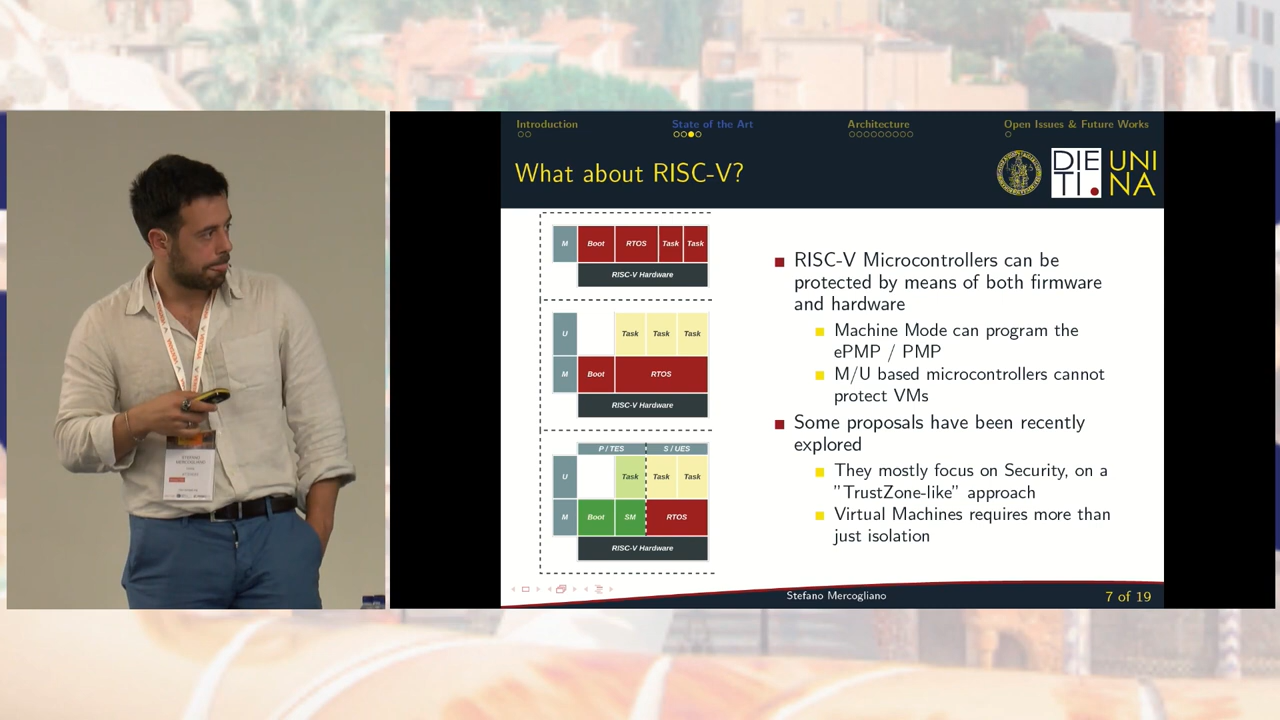 Introduction
State of the Art
Architecture
Open Issues & Future Works
What about RISC-V?
DIE
TI.
UNI
NA
M
Boot
RTOS
Task
Task
RISC-V Hardware
U
Task
Task
Task
M
Boot
RTOS
RISC-V Hardware
P / TES
S / UES
U
Task
Task
Task
M
Boot
SM
RTOS
RISC-V Hardware
RISC-V Microcontrollers can be
protected by means of both firmware
and hardware
Machine Mode can program the
ePMP / PMP
M/U based microcontrollers cannot
protect VMs
Some proposals have been recently
explored
They mostly focus on Security, on a
"TrustZone-like" approach
Virtual Machines requires more than
just isolation
Stefano Mercogliano
7 of 19
STEFANO
MERCOGLIANO